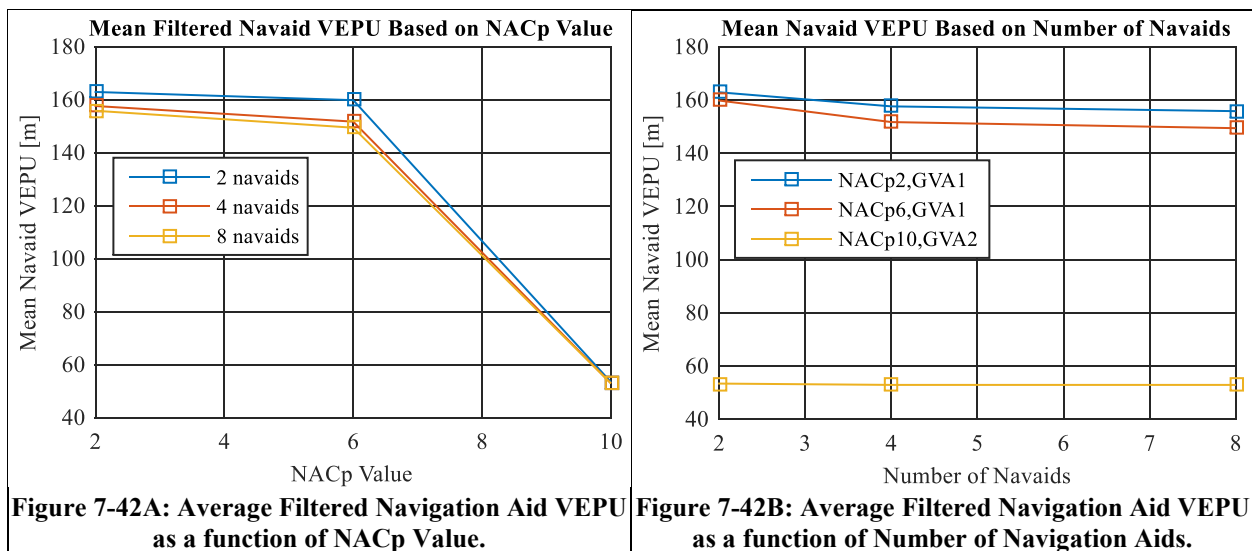 Mean Filtered Navaid VEPU Based on NACp Value
180
160
140
120
100
80
60
40
Mean Navaid VEPU [m]
2 navaids
4 navaids
8 navaids
2
4
6
8
10
NACp Value
Figure 7-42A: Average Filtered Navigation Aid VEPU
as a function of NACp Value.
Mean Navaid VEPU Based on Number of Navaids
180
160
140
120
100
80
60
40
Mean Navaid VEPU [m]
NACp2,GVA1
NACp6,GVA1
NACp10,GVA2
2
3
4
5
6
7
8
Number of Navaids
Figure 7-42B: Average Filtered Navigation Aid VEPU
as a function of Number of Navigation Aids.